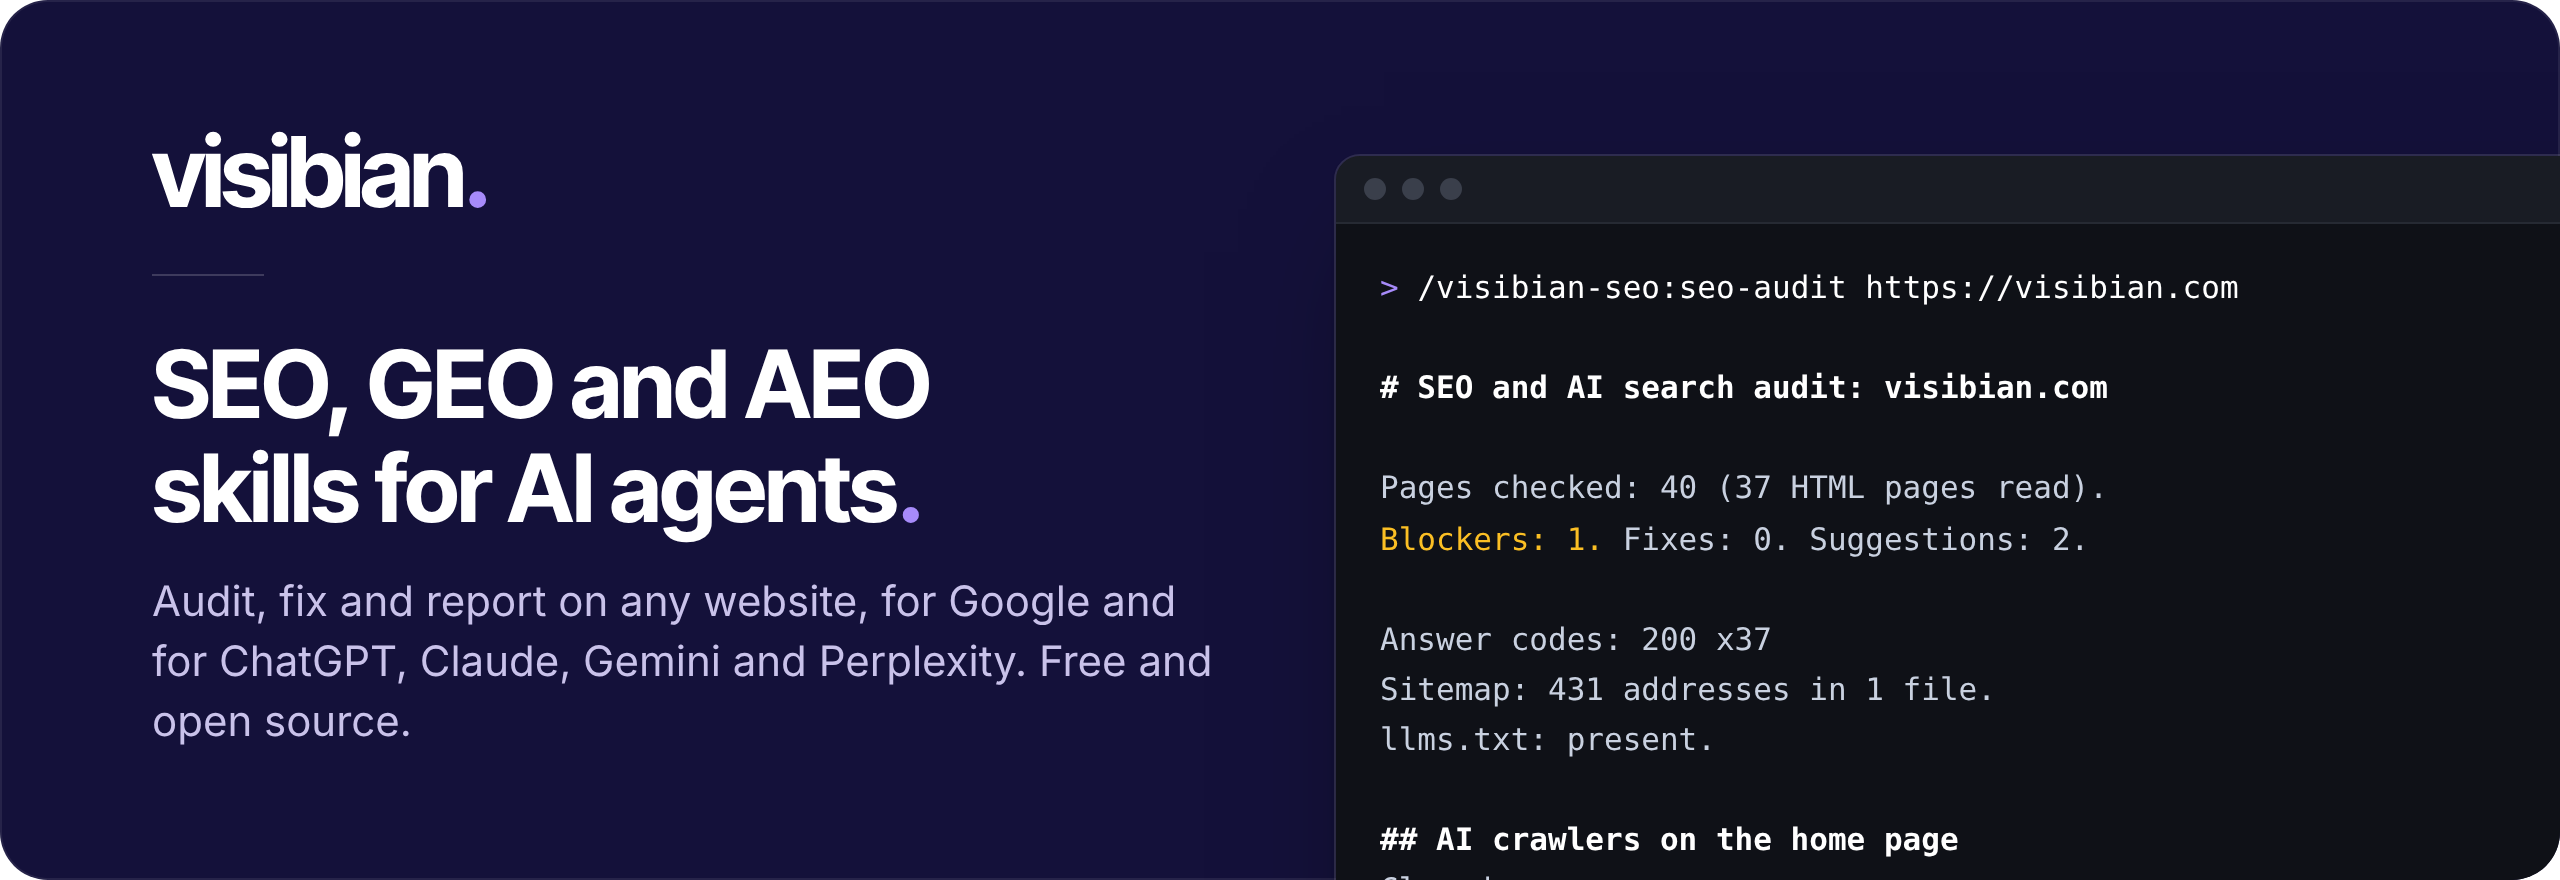 visibian.
SEO, GEO and AEO
skills for AI agents.
Audit, fix and report on any website, for Google and
for ChatGPT, Claude, Gemini and Perplexity. Free and
open source.
> /visibian-seo:seo-audit https://visibian.com
# SEO and AI search audit: visibian.com
Pages checked: 40 (37 HTML pages read).
Blockers: 1. Fixes: 0. Suggestions: 2.
Answer codes: 200 x37
Sitemap: 431 addresses in 1 file.
llms.txt: present.
## AI crawlers on the home page